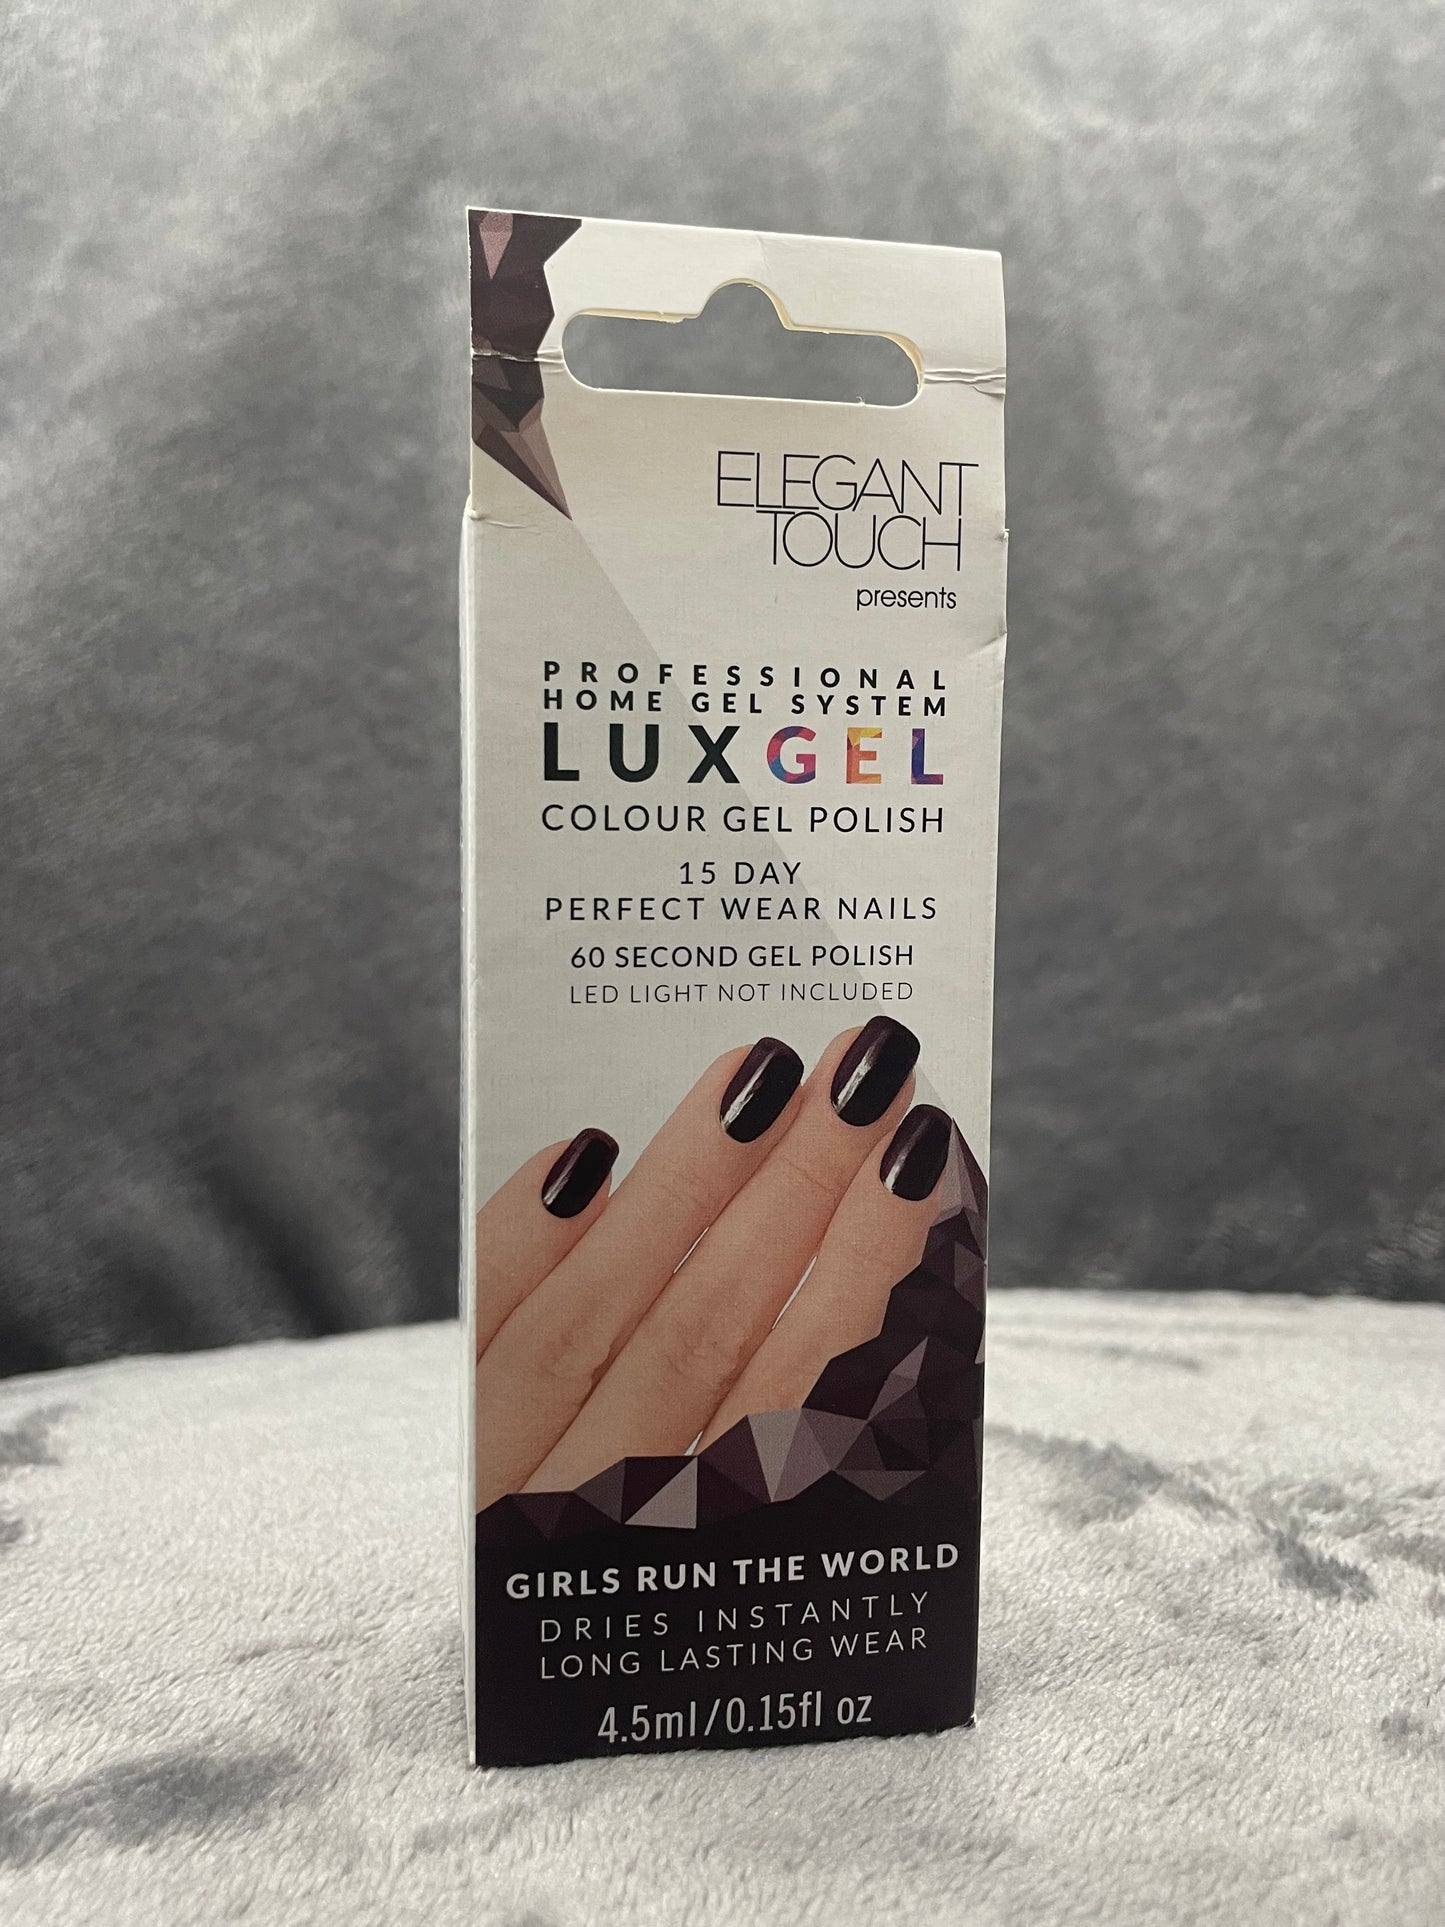 ELEGANT
TOUCH
presents
PROFESSIONAL
HOME GEL SYSTEM
LUXGEL
COLOUR GEL POLISH
15 DAY
PERFECT WEAR NAILS
60 SECOND GEL POLISH
LED LIGHT NOT INCLUDED
GIRLS RUN THE WORLD
DRIES INSTANTLY
LONG LASTING WEAR
4.5ml/0.15fl oz